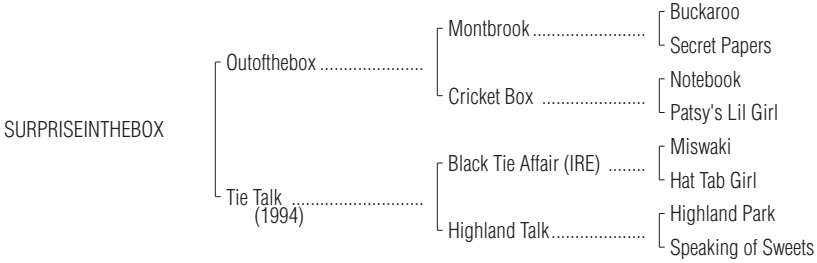 Buckaroo
Montbrook ........................
Secret Papers
Outofthebox ......................
Notebook
Cricket Box ......................
Patsy's Lil Girl
SURPRISEINTHEBOX
Miswaki
Black Tie Affair (IRE) ........
Hat Tab Girl
Tie Talk ............................
(1994)
Highland Park
Highland Talk....................
Speaking of Sweets